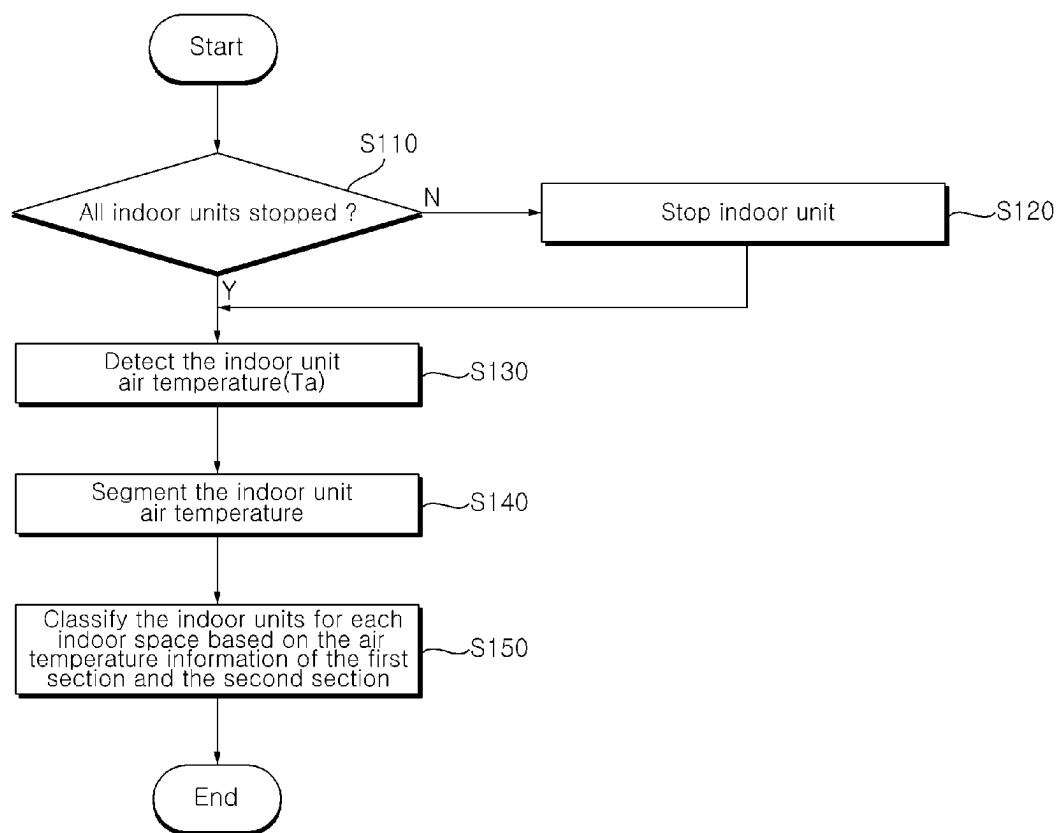 Start
S110
All indoor units stopped ?
N
Stop indoor unit
S120
Y
Detect the indoor unit
air temperature(Ta)
S130
Segment the indoor unit
air temperature
S140
Classify the indoor units for each
indoor space based on the air
temperature information of the first
section and the second section
S150
End